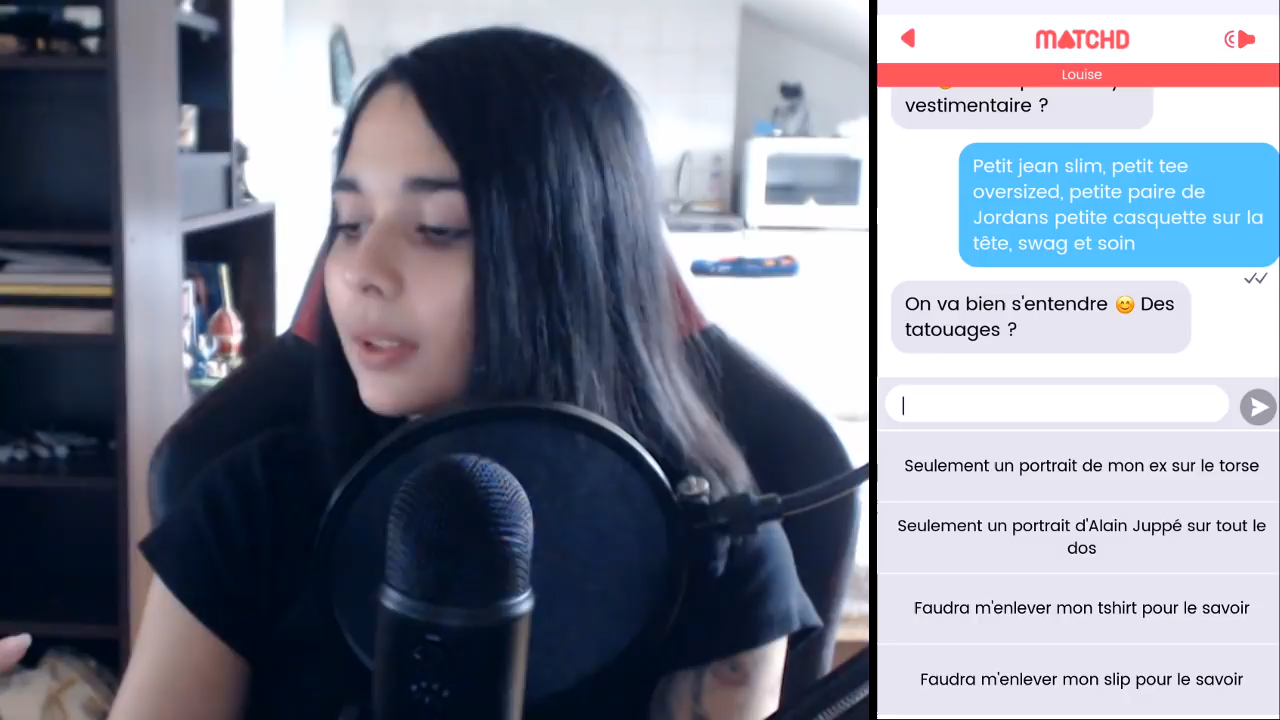 MATCHD
Louise
vestimentaire ?
Petit jean slim, petit tee
oversized, petite paire de
Jordans petite casquette sur la
tête, swag et soin
On va bien s'entendre 😊 Des
tatouages ?
Seulement un portrait de mon ex sur le torse
Seulement un portrait d'Alain Juppé sur tout le
dos
Faudra m'enlever mon tshirt pour le savoir
Faudra m'enlever mon slip pour le savoir